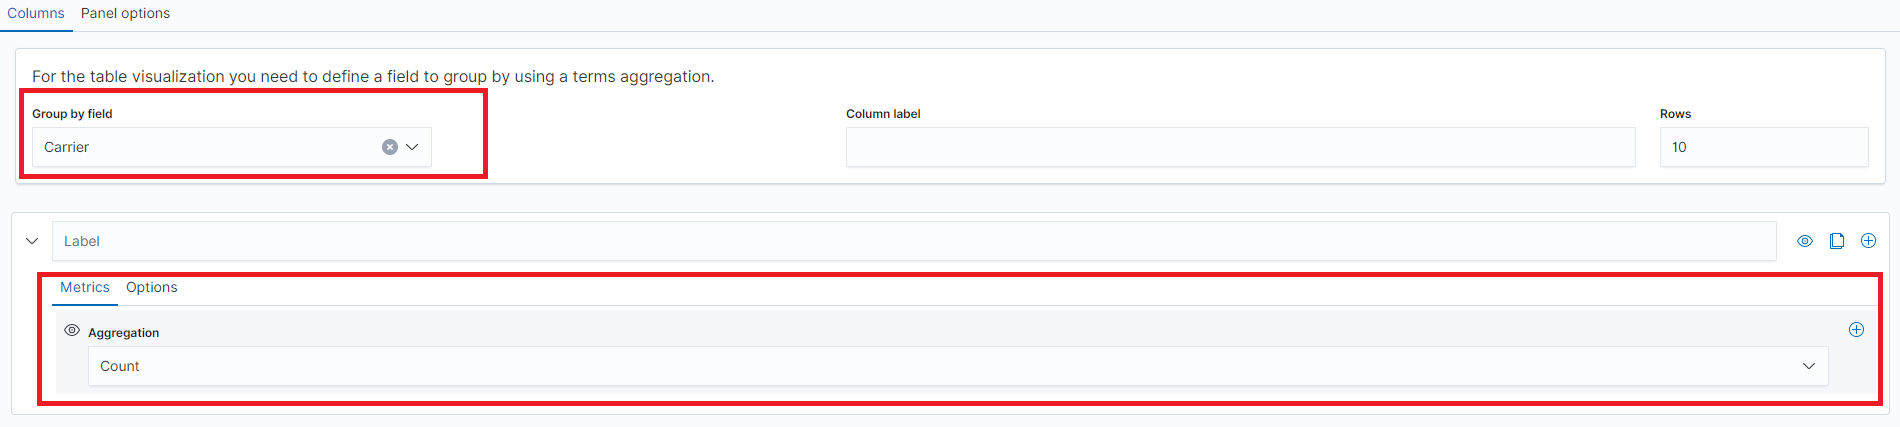 Columns Panel options
For the table visualization you need to define a field to group by using a terms aggregation.
Group by field Column label Rows
Carrier 10
Label
Metrics Options
Aggregation
Count